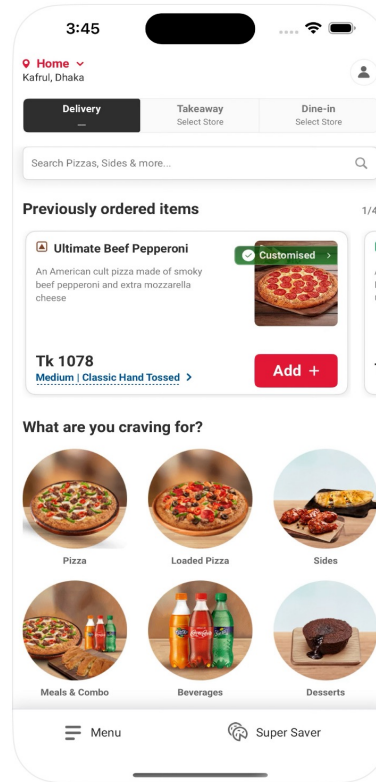 3:45
Home
Kafrul, Dhaka
Delivery
Takeaway
Select Store
Dine-in
Select Store
Search Pizzas, Sides & more...
Previously ordered items
1/4
Ultimate Beef Pepperoni
Customised
An American cult pizza made of smoky
beef pepperoni and extra mozzarella
cheese
Tk 1078
Medium | Classic Hand Tossed
Add +
What are you craving for?
Pizza
Loaded Pizza
Sides
Meals & Combo
Beverages
Desserts
Menu
Super Saver